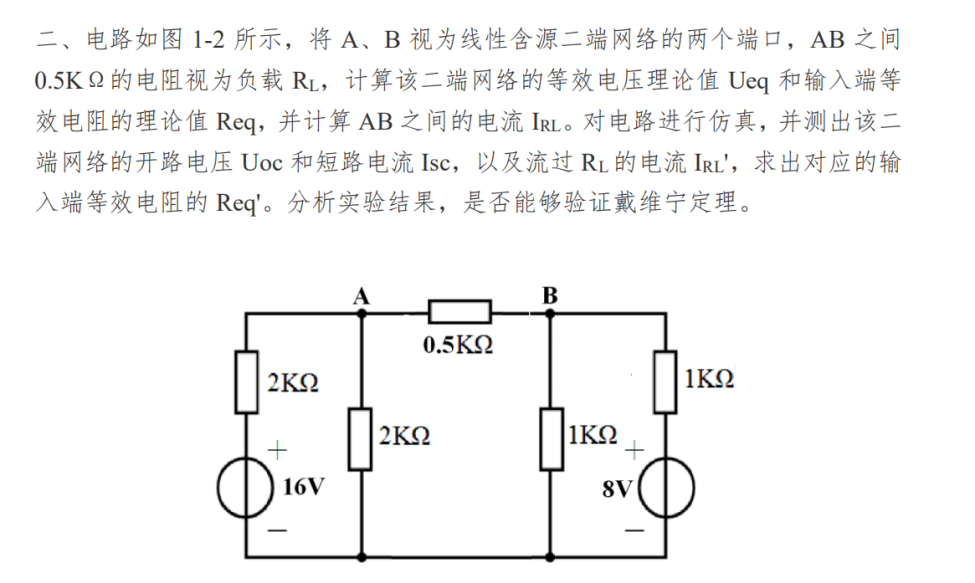 二、电路如图 1-2 所示，将 A、B 视为线性含源二端网络的两个端口，AB 之间
0.5KΩ的电阻视为负载 RL，计算该二端网络的等效电压理论值 Ueq 和输入端等
效电阻的理论值 Req，并计算 AB 之间的电流 IRL。对电路进行仿真，并测出该二
端网络的开路电压 Uoc 和短路电流 Isc，以及流过 RL 的电流 IRL'，求出对应的输
入端等效电阻的 Req'。分析实验结果，是否能够验证戴维宁定理。
A
B
0.5KΩ
2KΩ
1KΩ
2KΩ
1KΩ
+
+
16V
8V
—
—